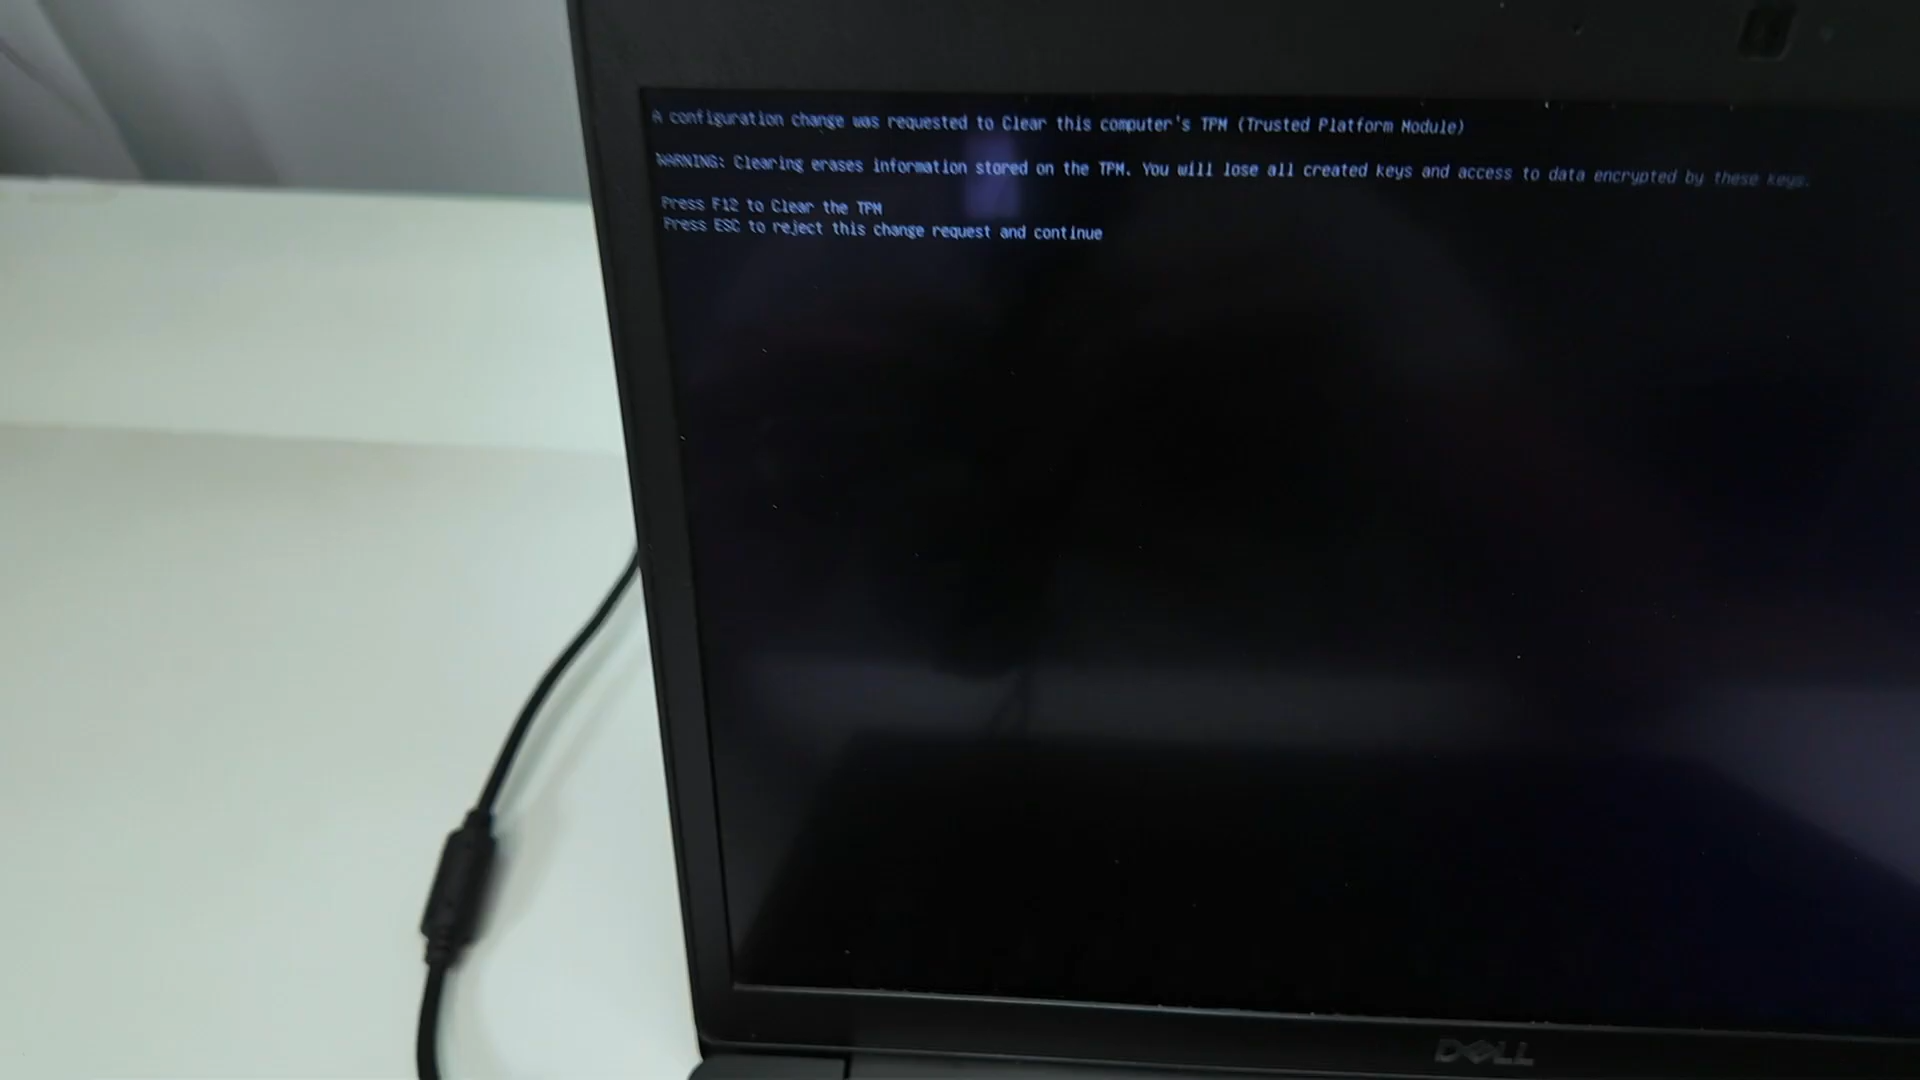 A configuration change was requested to Clear this computer's TPM (Trusted Platform Module)
WARNING: Clearing erases information stored on the TPM. You will lose all created keys and access to data encrypted by these keys.
Press F12 to Clear the TPM
Press ESC to reject this change request and continue
DELL